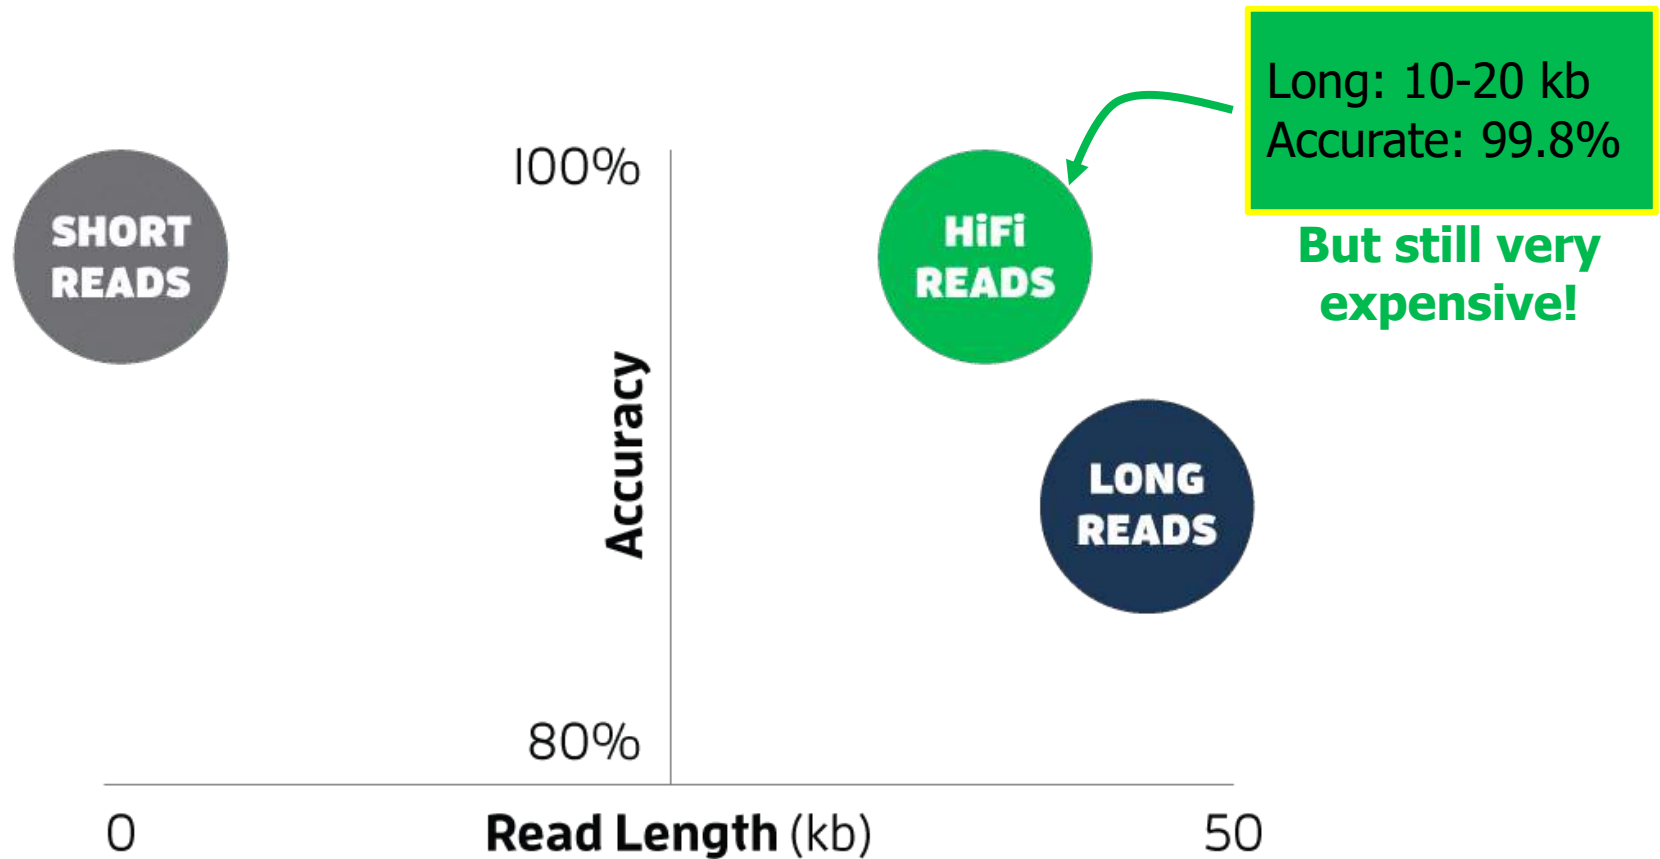 Long: 10-20 kb
Accurate: 99.8%
But still very
expensive!
100%
SHORT
READS
HiFi
READS
Accuracy
LONG
READS
80%
0
Read Length (kb)
50